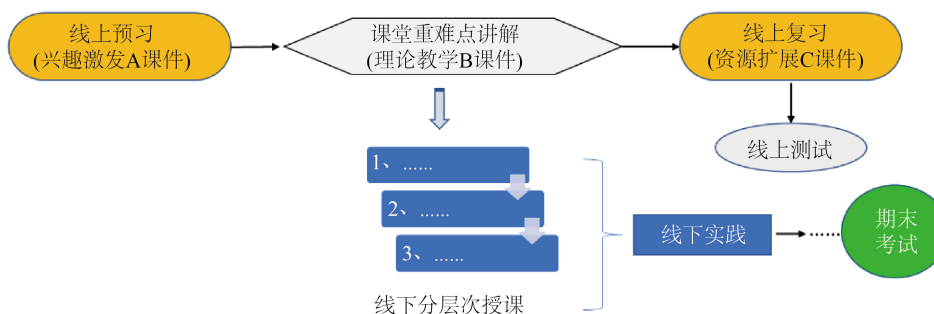 线上预习
(兴趣激发A课件)
课堂重难点讲解
(理论教学B课件)
线上复习
(资源扩展C课件)
线上测试
1、......
2、......
3、......
线下分层次授课
线下实践
......
期末
考试